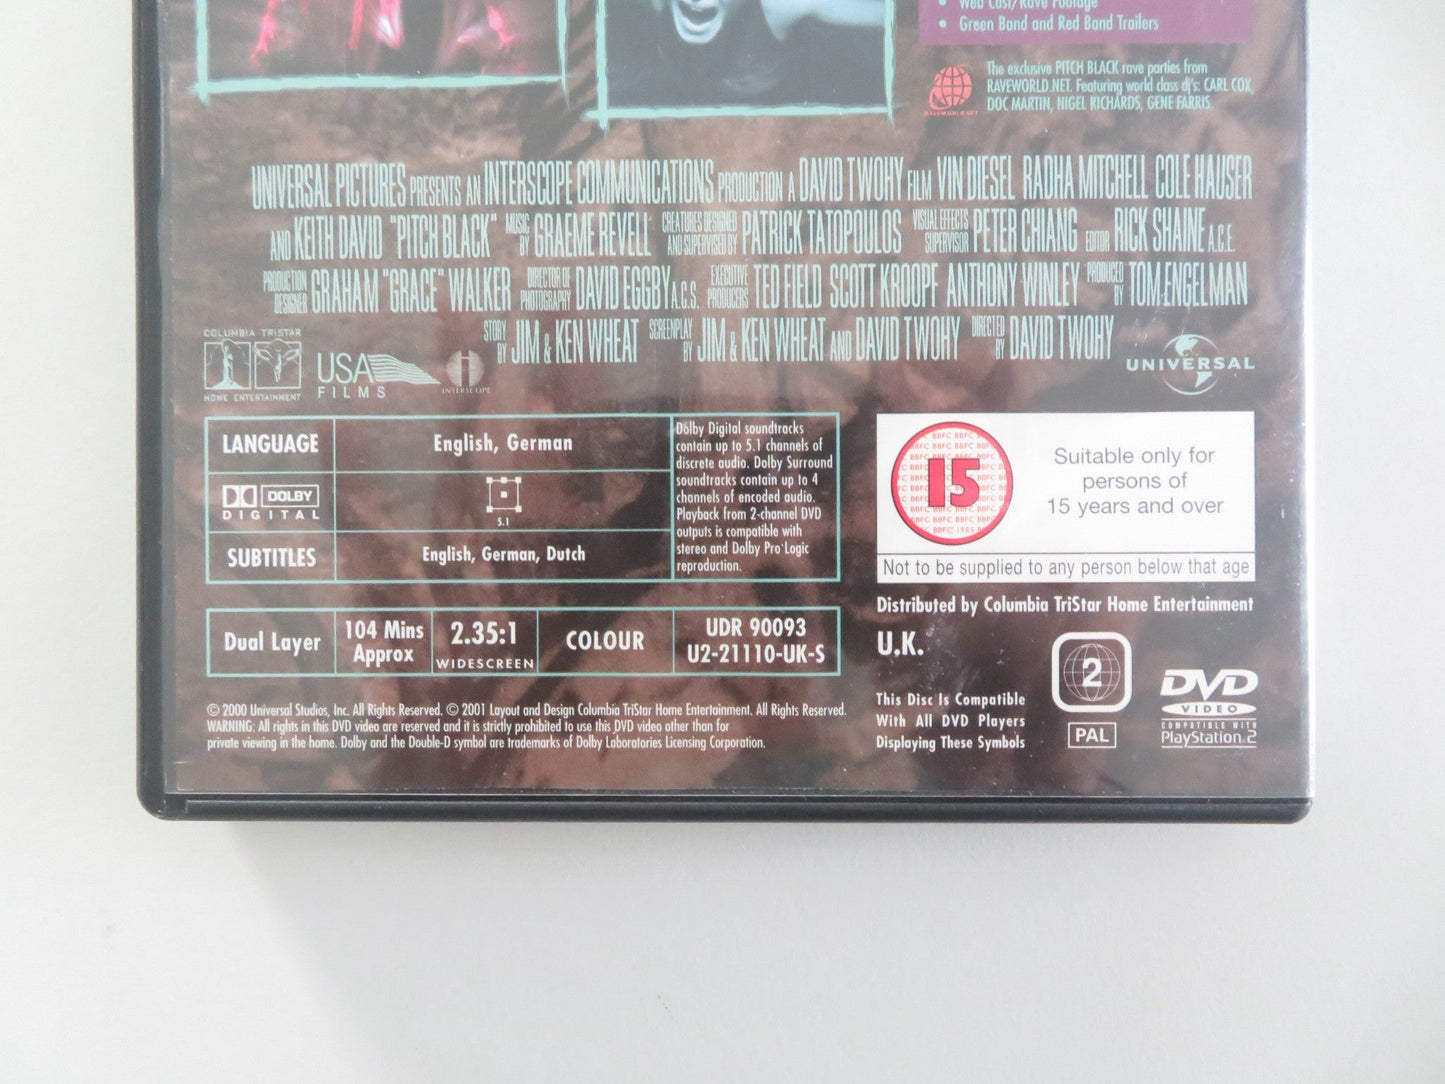 • Web Cast/Rave Footage
• Green Band and Red Band Trailers
The exclusive PITCH BLACK rave parties from
RAVEWORLD.NET. Featuring world class dj's: CARL COX,
DOC MARTIN, NIGEL RICHARDS, GENE FARRIS.
RAVEWORLD.NET
UNIVERSAL PICTURES PRESENTS AN INTERSCOPE COMMUNICATIONS PRODUCTION A DAVID TWOHY FILM VIN DIESEL RADHA MITCHELL COLE HAUSER
AND KEITH DAVID "PITCH BLACK" MUSIC BY GRAEME REVELL CREATURES DESIGNED AND SUPERVISED BY PATRICK TATOPOULOS VISUAL EFFECTS SUPERVISOR PETER CHIANG EDITOR RICK SHAINE A.C.E.
PRODUCTION DESIGNER GRAHAM "GRACE" WALKER DIRECTOR OF PHOTOGRAPHY DAVID EGGBY A.C.S. EXECUTIVE PRODUCERS TED FIELD SCOTT KROOPF ANTHONY WINLEY PRODUCED BY TOM ENGELMAN
STORY BY JIM & KEN WHEAT SCREENPLAY BY JIM & KEN WHEAT AND DAVID TWOHY DIRECTED BY DAVID TWOHY
COLUMBIA TRISTAR
HOME ENTERTAINMENT
USA
FILMS
INTERSCOPE
UNIVERSAL
LANGUAGE
English, German
DOLBY
DIGITAL
5.1
SUBTITLES
English, German, Dutch
Dolby Digital soundtracks
contain up to 5.1 channels of
discrete audio. Dolby Surround
soundtracks contain up to 4
channels of encoded audio.
Playback from 2-channel DVD
outputs is compatible with
stereo and Dolby Pro Logic
reproduction.
15
Suitable only for
persons of
15 years and over
Not to be supplied to any person below that age
Dual Layer
104 Mins
Approx
2.35:1
WIDESCREEN
COLOUR
UDR 90093
U2-21110-UK-S
Distributed by Columbia TriStar Home Entertainment
U.K.
This Disc Is Compatible
With All DVD Players
Displaying These Symbols
2
PAL
DVD
VIDEO
COMPATIBLE WITH
PlayStation 2
© 2000 Universal Studios, Inc. All Rights Reserved. © 2001 Layout and Design Columbia TriStar Home Entertainment. All Rights Reserved.
WARNING: All rights in this DVD video are reserved and it is strictly prohibited to use this DVD video other than for
private viewing in the home. Dolby and the Double-D symbol are trademarks of Dolby Laboratories Licensing Corporation.